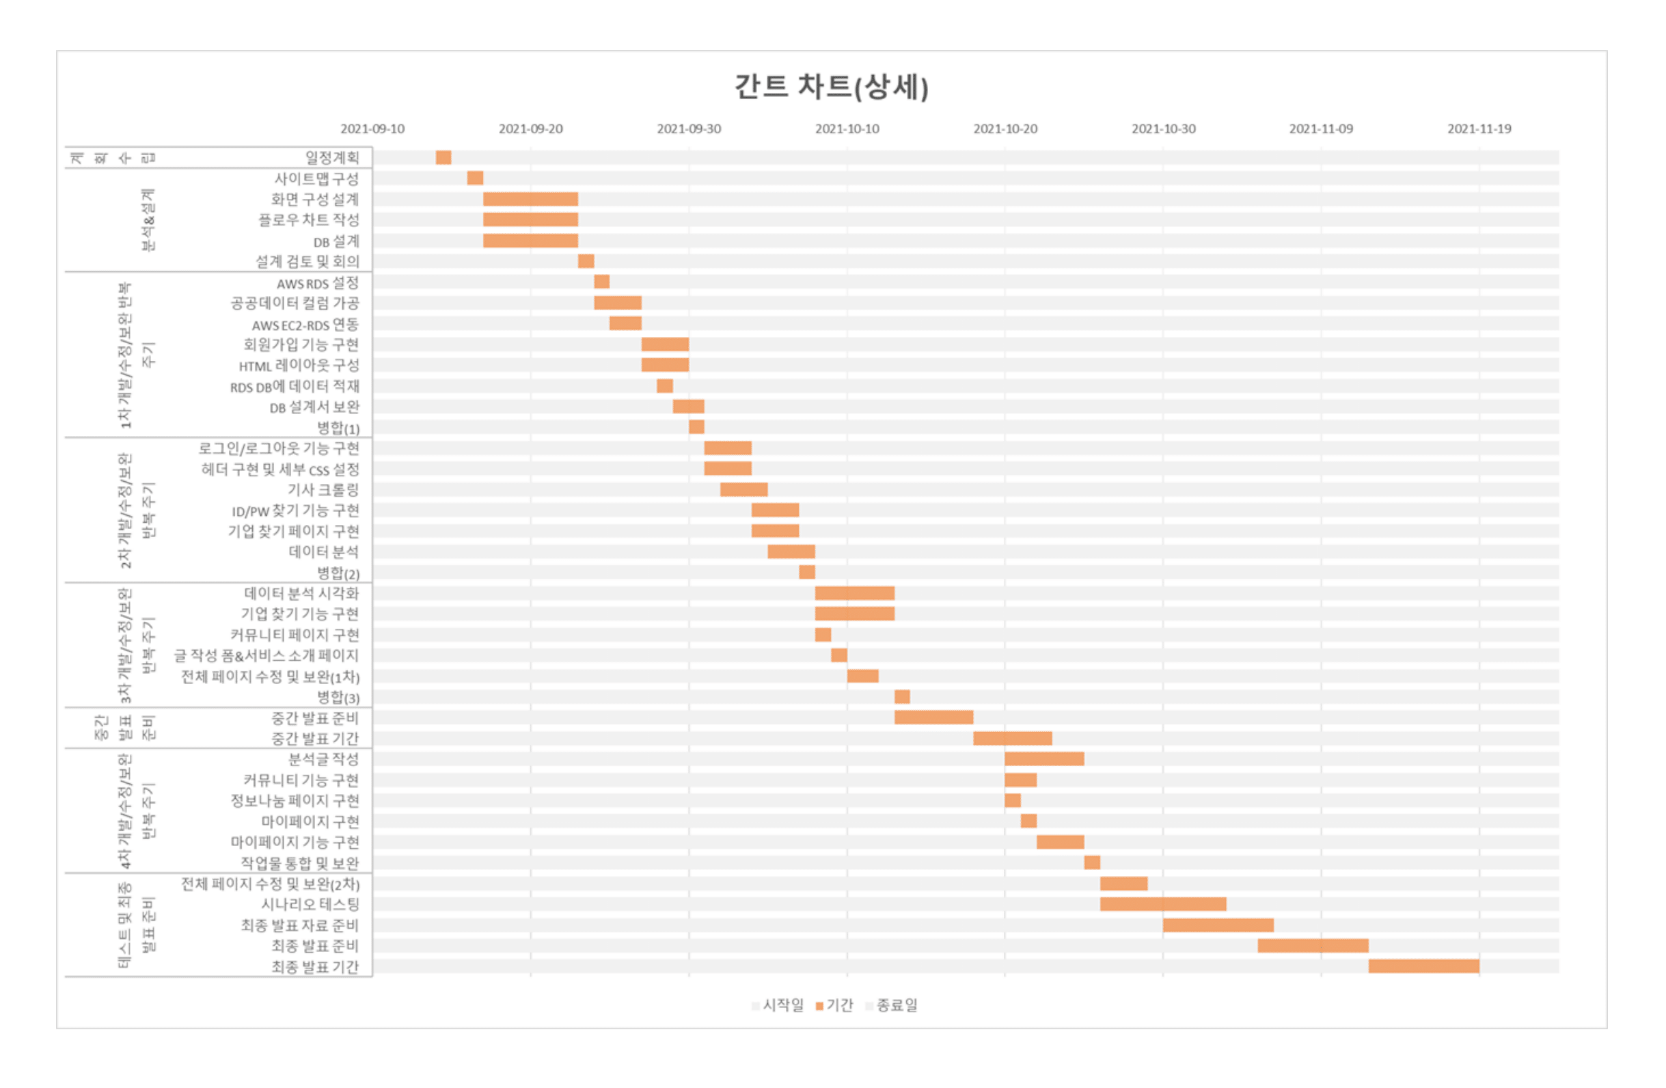 간트 차트(상세)
2021-09-10 2021-09-20 2021-09-30 2021-10-10 2021-10-20 2021-10-30 2021-11-09 2021-11-19
계획수립
일정계획
분석&설계
사이트맵 구성
화면 구성 설계
플로우 차트 작성
DB 설계
설계 검토 및 회의
1차 개발/수정/보완 반복
주기
AWS RDS 설정
공공데이터 컬럼 가공
AWS EC2-RDS 연동
회원가입 기능 구현
HTML 레이아웃 구성
RDS DB에 데이터 적재
DB 설계서 보완
병합(1)
2차 개발/수정/보완
반복 주기
로그인/로그아웃 기능 구현
헤더 구현 및 세부 CSS 설정
기사 크롤링
ID/PW 찾기 기능 구현
기업 찾기 페이지 구현
데이터 분석
병합(2)
3차 개발/수정/보완
반복 주기
데이터 분석 시각화
기업 찾기 기능 구현
커뮤니티 페이지 구현
글 작성 폼&서비스 소개 페이지
전체 페이지 수정 및 보완(1차)
병합(3)
중간
발표
준비
중간 발표 준비
중간 발표 기간
4차 개발/수정/보완
반복 주기
분석글 작성
커뮤니티 기능 구현
정보나눔 페이지 구현
마이페이지 구현
마이페이지 기능 구현
작업물 통합 및 보완
테스트 및 최종
발표 준비
전체 페이지 수정 및 보완(2차)
시나리오 테스팅
최종 발표 자료 준비
최종 발표 준비
최종 발표 기간
시작일 기간 종료일